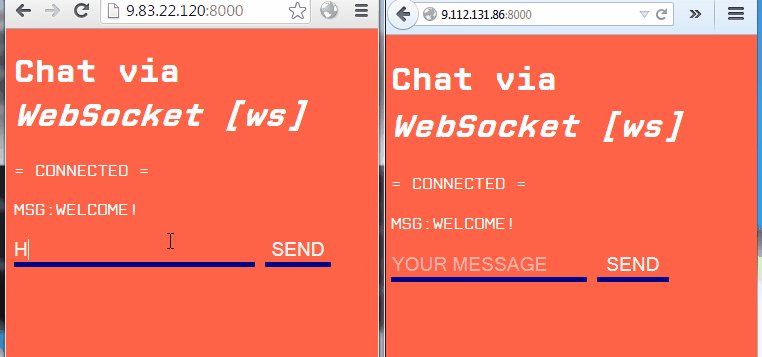 9.83.22.120:8000
Chat via
WebSocket [ws]
= CONNECTED =
MSG:WELCOME!
H
SEND
9.112.131.86:8000
Chat via
WebSocket [ws]
= CONNECTED =
MSG:WELCOME!
YOUR MESSAGE
SEND